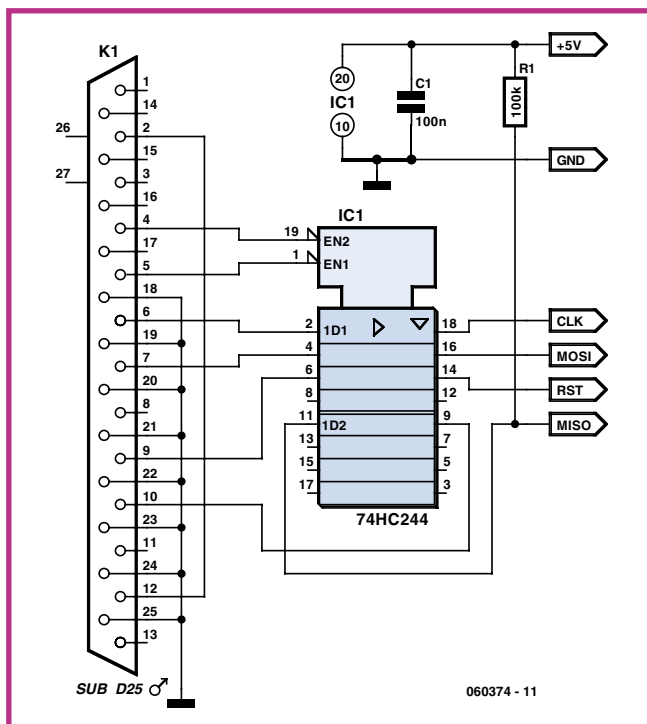 K1
1
14
2
15
3
16
4
17
5
18
6
19
7
20
8
21
9
22
10
23
11
24
12
25
13
26
27
SUB D25
20
IC1
10
C1
100n
R1
100k
+5V
GND
IC1
19 EN2
1 EN1
2 1D1 18
4 16
6 14
8 12
11 1D2 9
13 7
15 5
17 3
74HC244
CLK
MOSI
RST
MISO
060374 - 11